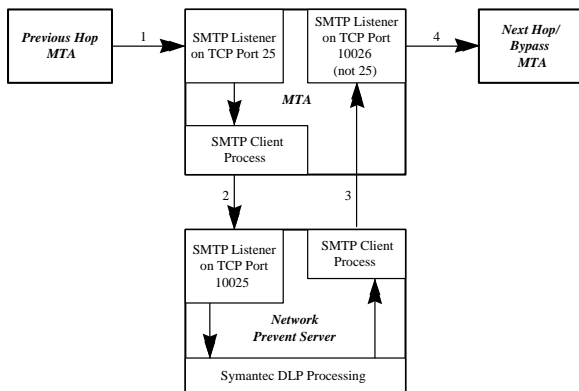 Previous Hop
MTA
1
SMTP Listener
on TCP Port 25
SMTP Listener
on TCP Port
10026
(not 25)
4
Next Hop/
Bypass
MTA
MTA
SMTP Client
Process
2
3
SMTP Listener
on TCP Port
10025
SMTP Client
Process
Network
Prevent Server
Symantec DLP Processing